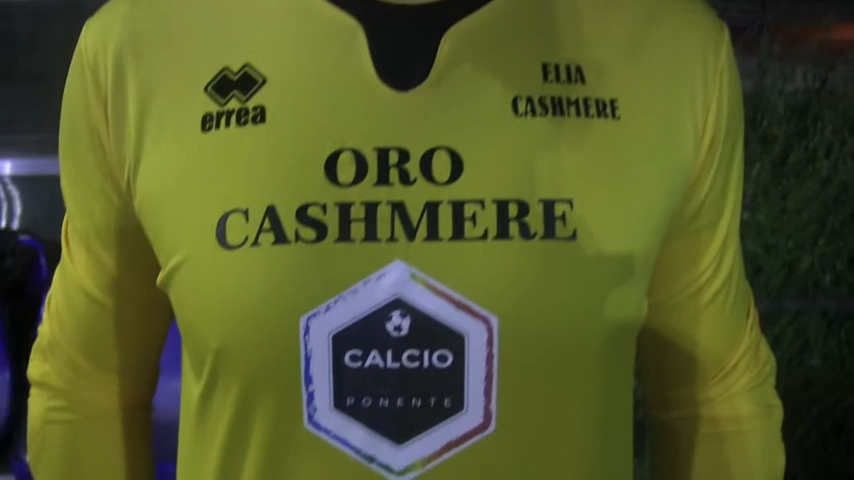 errea
ELIA
CASHMERE
ORO
CASHMERE
CALCIO
PONENTE